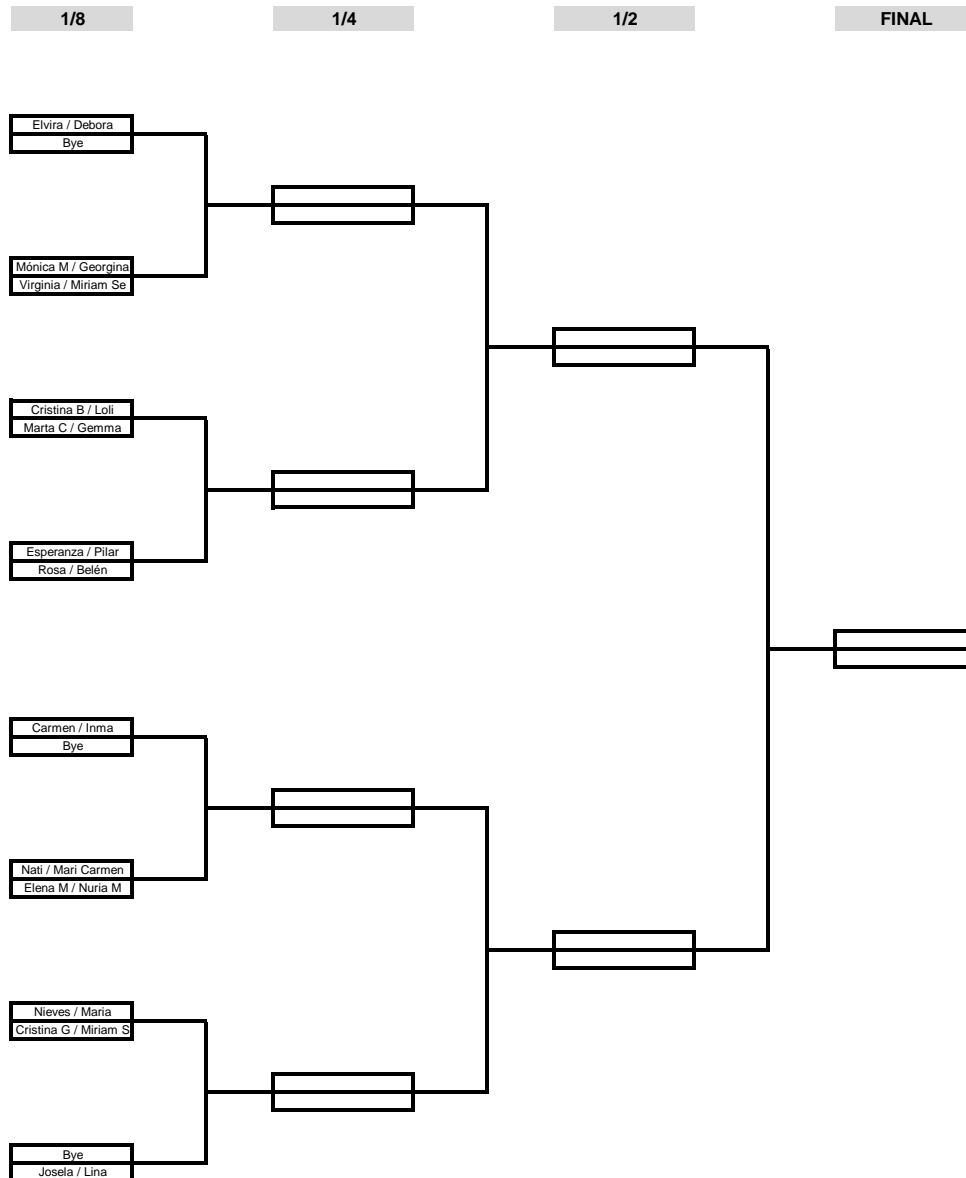 1/8 1/4 1/2 FINAL
Elvira / Debora
Bye
Mónica M / Georgina
Virginia / Miriam Se
Cristina B / Loli
Marta C / Gemma
Esperanza / Pilar
Rosa / Belén
Carmen / Inma
Bye
Nati / Mari Carmen
Elena M / Nuria M
Nieves / Maria
Cristina G / Miriam S
Bye
Josela / Lina